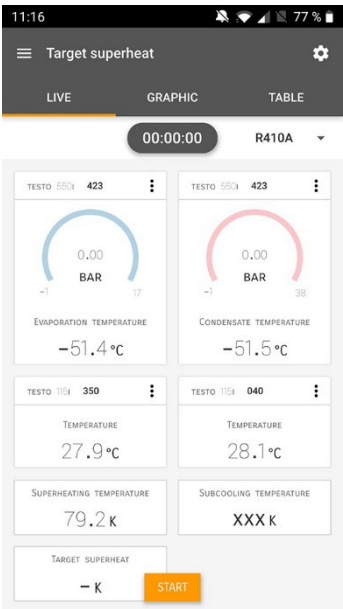 11:16 77 %
Target superheat
LIVE GRAPHIC TABLE
00:00:00 R410A
TESTO 550i 423 TESTO 550i 423
0.00 0.00
BAR BAR
-1 17 -1 38
EVAPORATION TEMPERATURE CONDENSATE TEMPERATURE
-51.4 °C -51.5 °C
TESTO 115i 350 TESTO 115i 040
TEMPERATURE TEMPERATURE
27.9 °C 28.1 °C
SUPERHEATING TEMPERATURE SUBCOOLING TEMPERATURE
79.2 K XXX K
TARGET SUPERHEAT
– K START